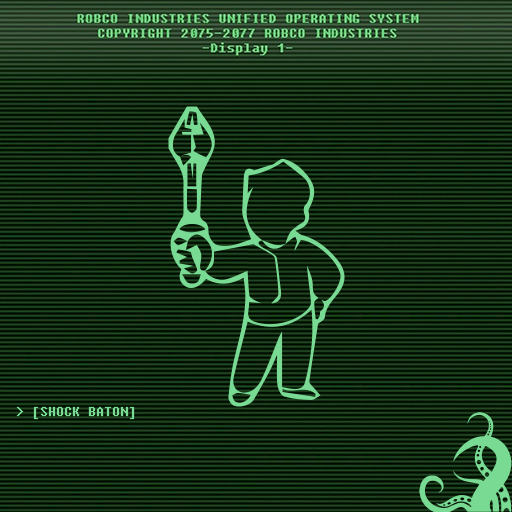 ROBCO INDUSTRIES UNIFIED OPERATING SYSTEM
COPYRIGHT 2075-2077 ROBCO INDUSTRIES
-Display 1-
> [SHOCK BATON]